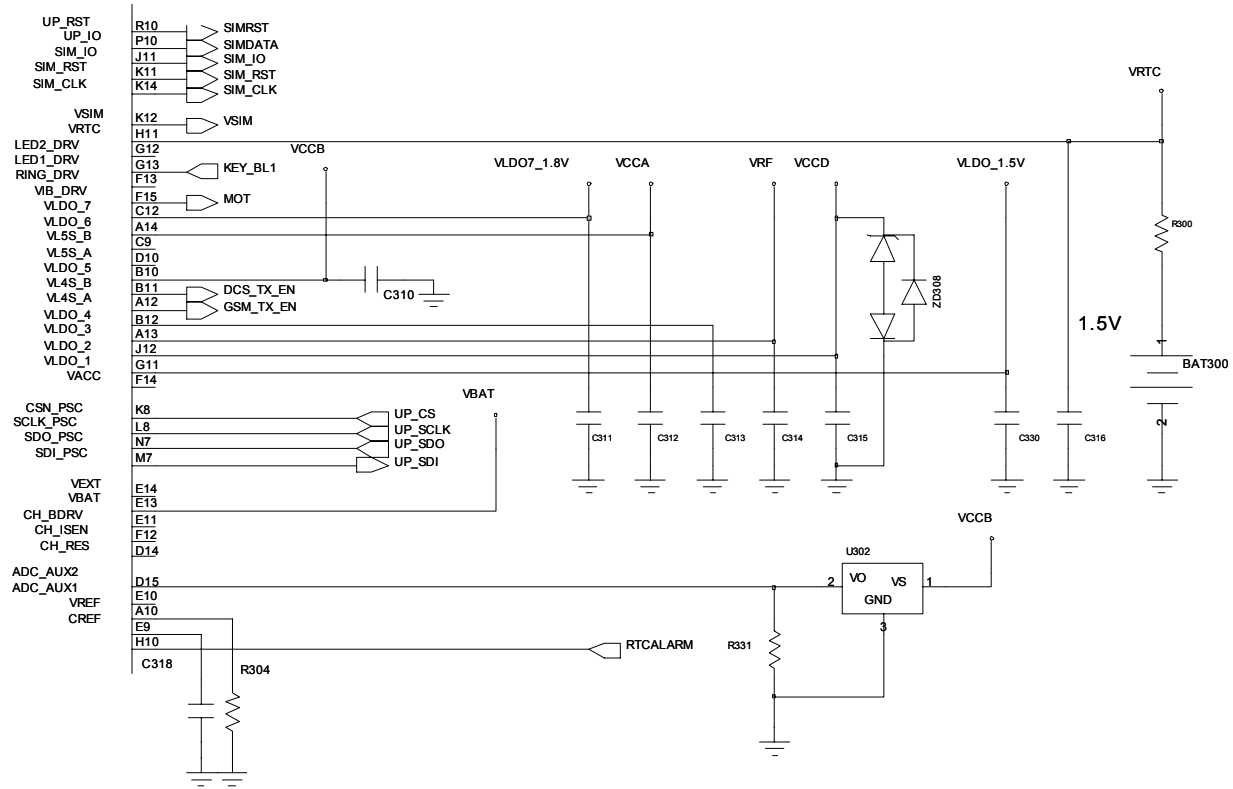 UP_RST R10 SIMRST
UP_IO P10 SIMDATA
SIM_IO J11 SIM_IO
SIM_RST K11 SIM_RST
SIM_CLK K14 SIM_CLK
VRTC
VSIM K12 VSIM
VRTC H11
LED2_DRV G12 VCCB
LED1_DRV G13 KEY_BL1 VLDO7_1.8V VCCA VRF VCCD VLDO_1.5V
RING_DRV F13
VIB_DRV F15 MOT
VLDO_7 C12
VLDO_6 A14 R300
VL5S_B C9
VL5S_A D10
VLDO_5 B10
VL4S_B B11 DCS_TX_EN C310 ZD308
VL4S_A A12 GSM_TX_EN
VLDO_4 B12 1.5V
VLDO_3 A13 1
VLDO_2 J12
VLDO_1 G11 BAT300
VACC F14
VBAT
CSN_PSC K8 UP_CS 2
SCLK_PSC L8 UP_SCLK
SDO_PSC N7 UP_SDO C311 C312 C313 C314 C315 C330 C316
SDI_PSC M7 UP_SDI
VEXT E14
VBAT E13
CH_BDRV E11 VCCB
CH_ISEN F12
CH_RES D14 U302
ADC_AUX2 D15 2 VO VS 1
ADC_AUX1 E10 GND
VREF A10
CREF E9 3
H10 RTCALARM R331
C318 R304